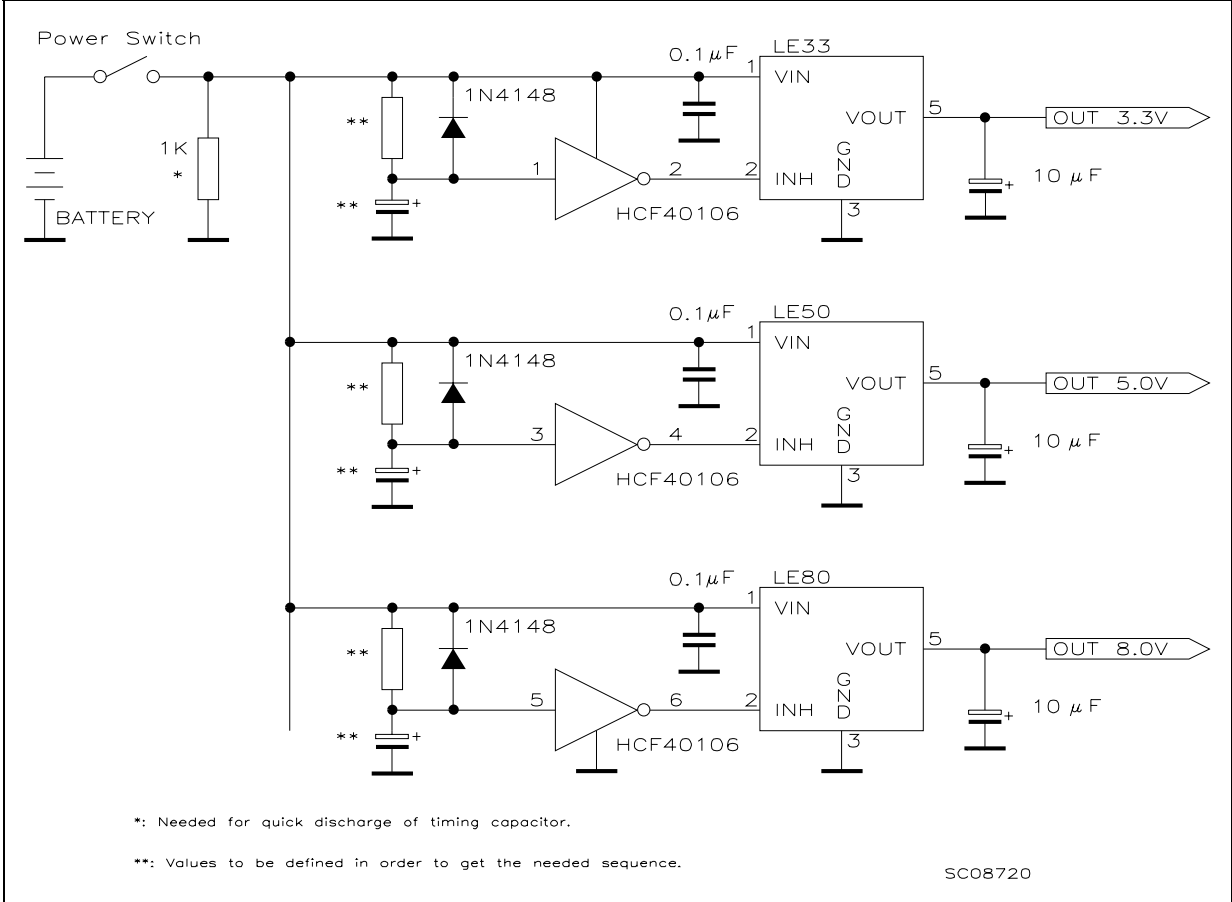 Power Switch
BATTERY
1K
*
**
**
1N4148
1
2
HCF40106
0.1µF
LE33
1
VIN
2
INH
GND
3
VOUT
5
OUT 3.3V
+
+
10 µF
**
**
1N4148
3
4
HCF40106
0.1µF
LE50
1
VIN
2
INH
GND
3
VOUT
5
OUT 5.0V
+
+
10 µF
**
**
1N4148
5
6
HCF40106
0.1µF
LE80
1
VIN
2
INH
GND
3
VOUT
5
OUT 8.0V
+
+
10 µF
*: Needed for quick discharge of timing capacitor.
**: Values to be defined in order to get the needed sequence.
SC08720